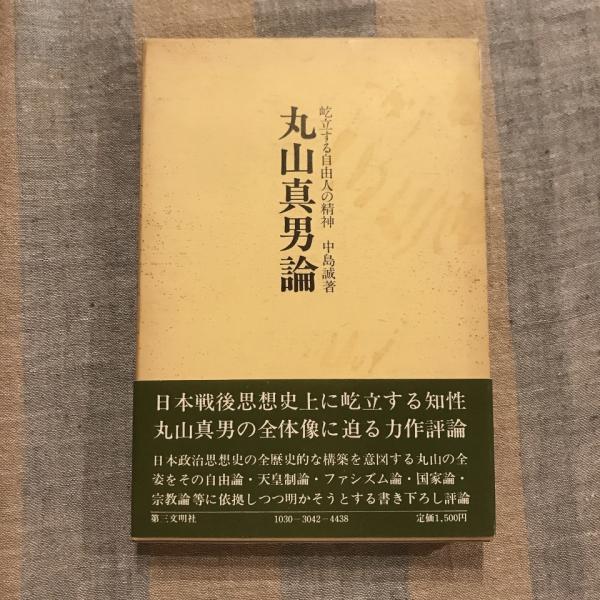 屹立する自由人の精神　中島誠著
丸山真男論
日本戦後思想史上に屹立する知性
丸山真男の全体像に迫る力作評論
日本政治思想史の全歴史的な構築を意図する丸山の全
姿をその自由論・天皇制論・ファシズム論・国家論・
宗教論等に依拠しつつ明かそうとする書き下ろし評論
第三文明社　1030-3042-4438　定価1,500円